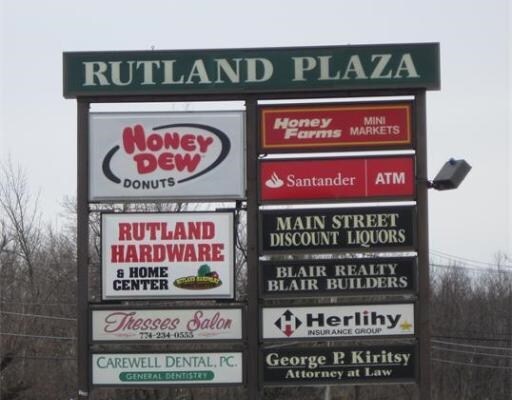 RUTLAND PLAZA
HONEY
DEW
DONUTS
RUTLAND
HARDWARE
& HOME
CENTER
Tresses Salon
774-234-0555
CAREWELL DENTAL, P.C.
GENERAL DENTISTRY
Honey
Farms
MINI
MARKETS
Santander
ATM
MAIN STREET
DISCOUNT LIQUORS
BLAIR REALTY
BLAIR BUILDERS
Herlihy
INSURANCE GROUP
George P. Kiritsy
Attorney at Law